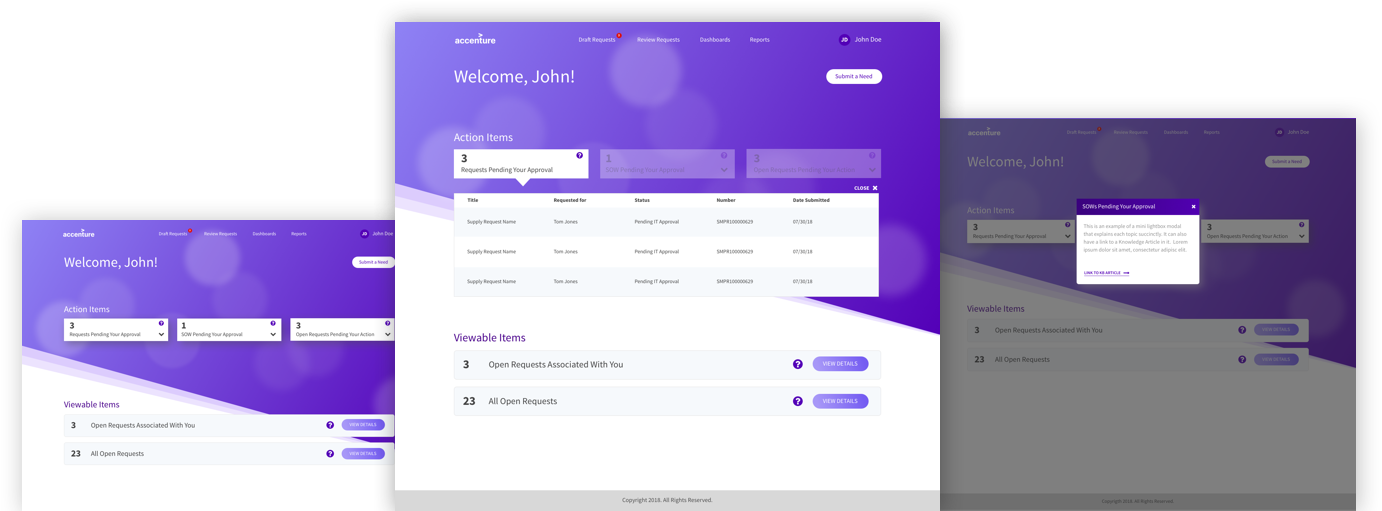 accenture
Draft Requests Review Requests Dashboards Reports
JD John Doe
Welcome, John!
Submit a Need
Action Items
3 ?
Requests Pending Your Approval
1 ?
SOW Pending Your Approval
3 ?
Open Requests Pending Your Action
Viewable Items
3 Open Requests Associated With You ? VIEW DETAILS
23 All Open Requests ? VIEW DETAILS
accenture
Draft Requests Review Requests Dashboards Reports
JD John Doe
Welcome, John!
Submit a Need
Action Items
3 ?
Requests Pending Your Approval
1 ?
SOW Pending Your Approval
3 ?
Open Requests Pending Your Action
CLOSE X
Title Requested for Status Number Date Submitted
Supply Request Name Tom Jones Pending IT Approval SMPR100000629 07/30/18
Supply Request Name Tom Jones Pending IT Approval SMPR100000629 07/30/18
Supply Request Name Tom Jones Pending IT Approval SMPR100000629 07/30/18
Viewable Items
3 Open Requests Associated With You ? VIEW DETAILS
23 All Open Requests ? VIEW DETAILS
Copyright 2018. All Rights Reserved.
accenture
Draft Requests Review Requests Dashboards Reports
JD John Doe
Welcome, John!
Submit a Need
Action Items
3 ?
Requests Pending Your Approval
3 ?
Open Requests Pending Your Action
SOWs Pending Your Approval
This is an example of a mini lightbox modal
that explains each topic succinctly. It can also
have a link to a Knowledge Article in it. Lorem
ipsum dolor sit amet, consectetur adipisc elit.
LINK TO KB ARTICLE
Viewable Items
3 Open Requests Associated With You ? VIEW DETAILS
23 All Open Requests ? VIEW DETAILS
Copyright 2018. All Rights Reserved.